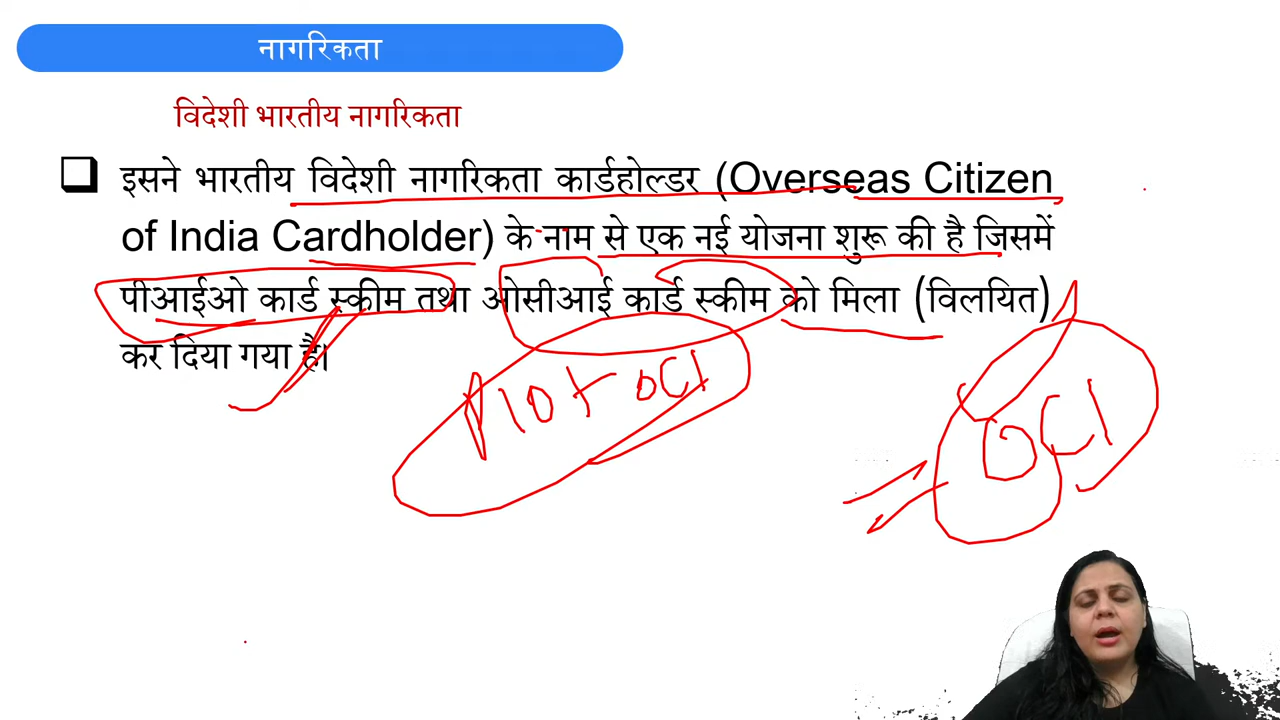 नागरिकता
विदेशी भारतीय नागरिकता
इसने भारतीय विदेशी नागरिकता कार्डहोल्डर (Overseas Citizen
of India Cardholder) के नाम से एक नई योजना शुरू की है जिसमें
पीआईओ कार्ड स्कीम तथा ओसीआई कार्ड स्कीम को मिला (विलयित)
कर दिया गया है।
PIO + OCI
OCI